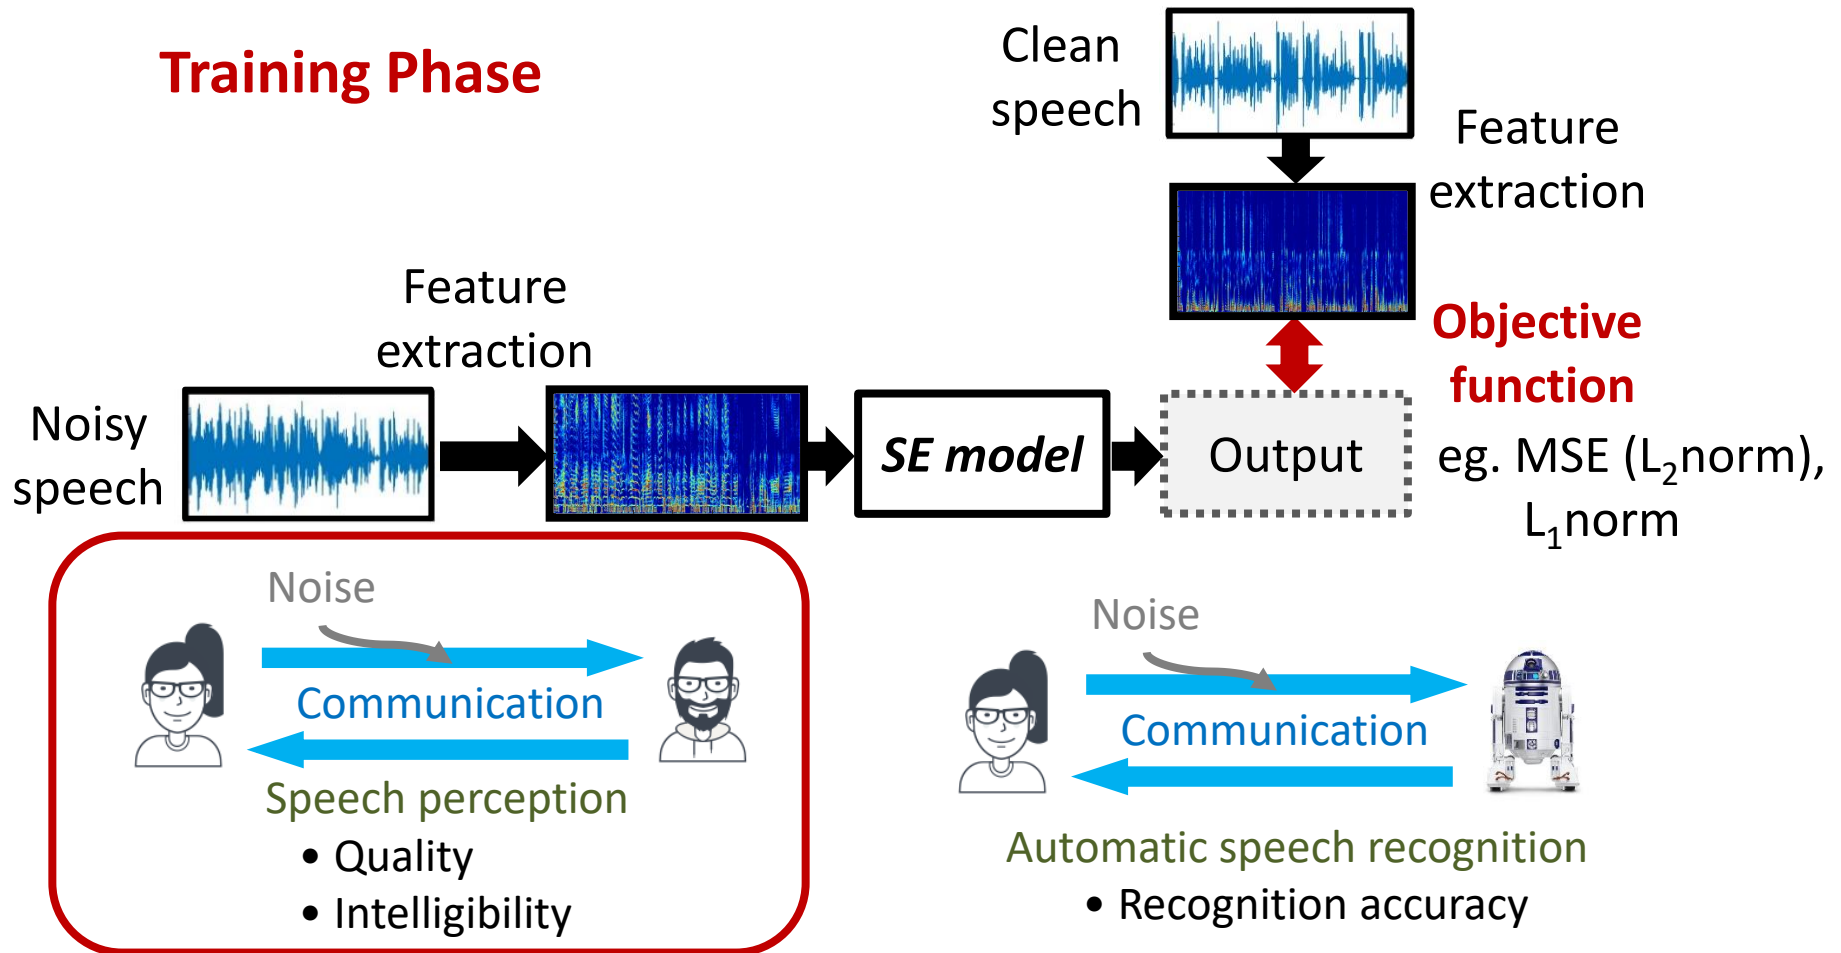 Training Phase
Clean
speech
Feature
extraction
Feature
extraction
Noisy
speech
SE model
Output
Objective
function
eg. MSE (L₂norm),
L₁norm
Noise
Communication
Speech perception
• Quality
• Intelligibility
Noise
Communication
Automatic speech recognition
• Recognition accuracy